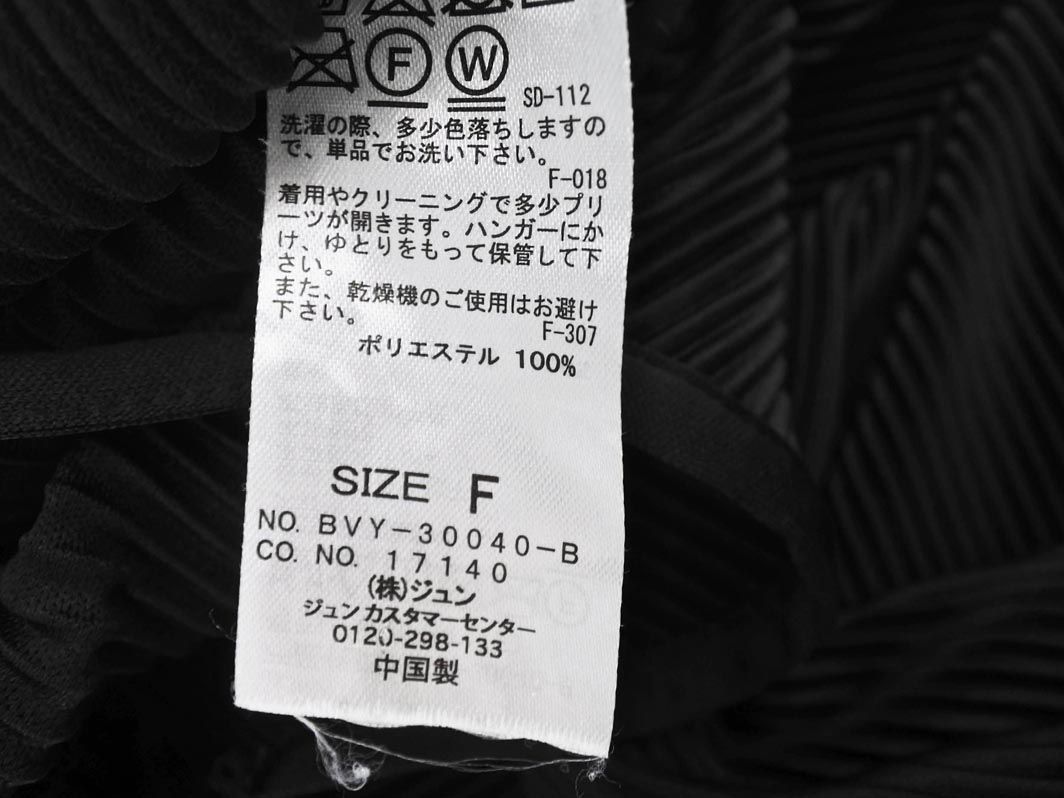 F W
SD-112
洗濯の際、多少色落ちしますの
で、単品でお洗い下さい。
F-018
着用やクリーニングで多少プリ
ーツが開きます。ハンガーにか
け、ゆとりをもって保管して下
さい。
また、乾燥機のご使用はお避け
下さい。
F-307
ポリエステル 100%
SIZE F
NO. BVY-30040-B
CO. NO. 17140
(株)ジュン
ジュンカスタマーセンター
0120-298-133
中国製